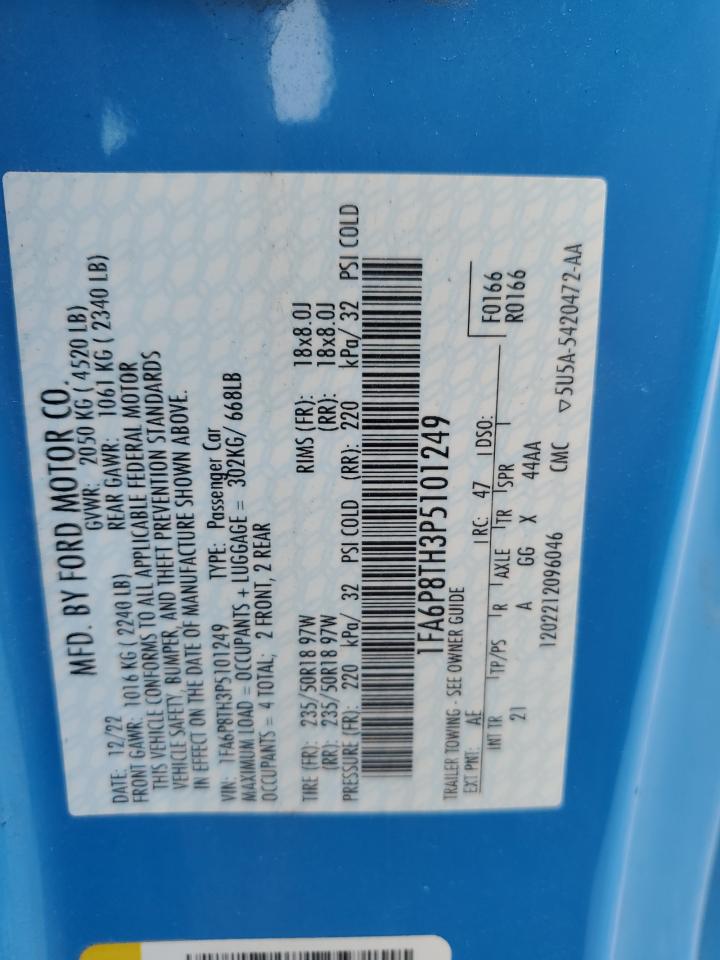 MFD. BY FORD MOTOR CO.
DATE: 12/22 GVWR: 2050 KG ( 4520 LB)
FRONT GAWR: 1016 KG ( 2240 LB) REAR GAWR: 1061 KG ( 2340 LB)
THIS VEHICLE CONFORMS TO ALL APPLICABLE FEDERAL MOTOR
VEHICLE SAFETY, BUMPER, AND THEFT PREVENTION STANDARDS
IN EFFECT ON THE DATE OF MANUFACTURE SHOWN ABOVE.
VIN: 1FA6P8TH3P5101249 TYPE: Passenger Car
MAXIMUM LOAD = OCCUPANTS + LUGGAGE = 302KG/ 668LB
OCCUPANTS = 4 TOTAL; 2 FRONT, 2 REAR
TIRE (FR): 235/50R18 97W RIMS (FR): 18x8.0J
(RR): 235/50R18 97W (RR): 18x8.0J
PRESSURE (FR): 220 kPa/ 32 PSI COLD (RR): 220 kPa/ 32 PSI COLD
1FA6P8TH3P5101249
TRAILER TOWING - SEE OWNER GUIDE
EXT PNT: AE RC: 47 DSO: F0166
R0166
INT TR TP/PS R AXLE TR SPR
21 A GG X 44AA
1202212096046 CMC ▽5U5A-5420472-AA